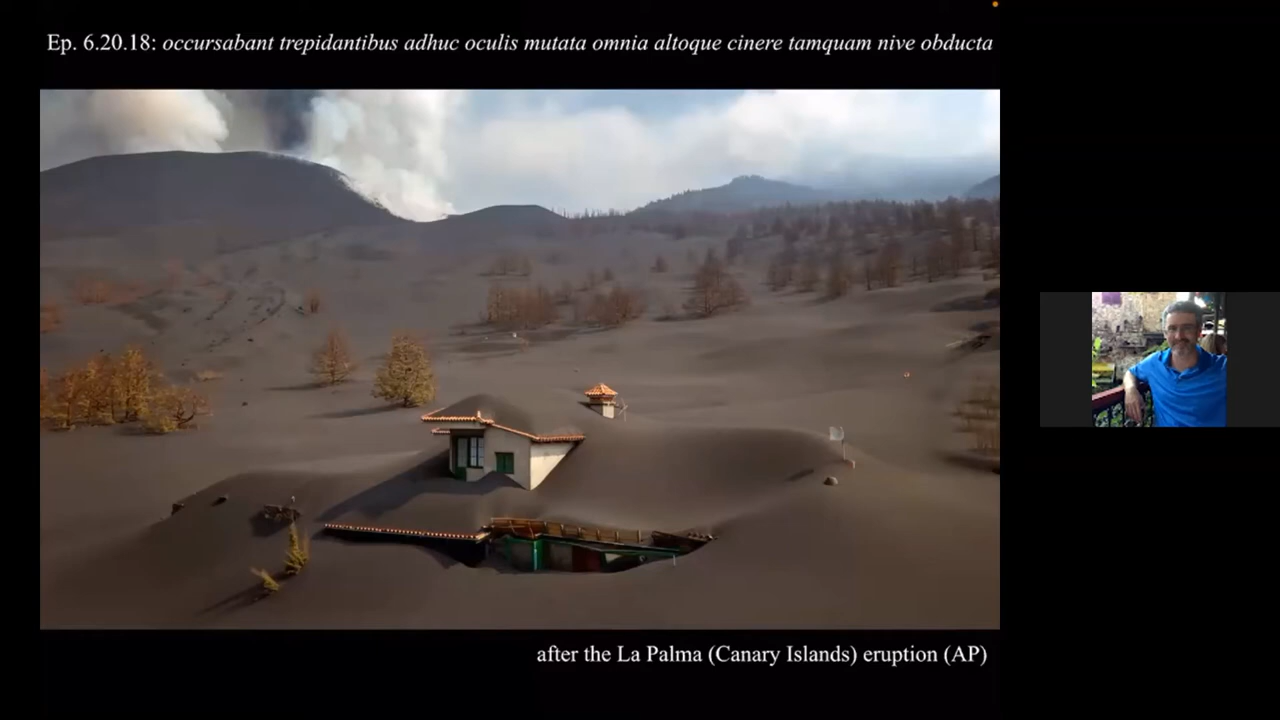 Ep. 6.20.18: occursabant trepidantibus adhuc oculis mutata omnia altoque cinere tamquam nive obducta
after the La Palma (Canary Islands) eruption (AP)